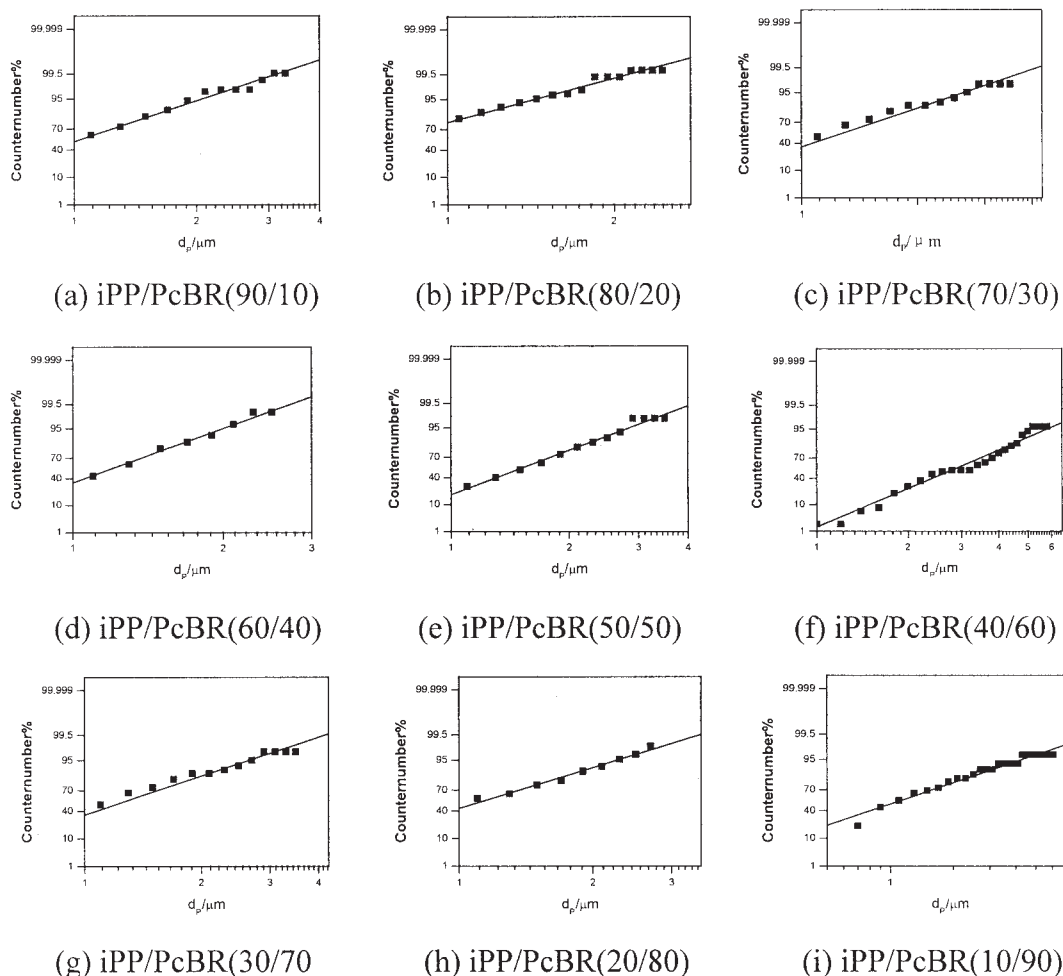 Counternumber%
99.999
99.5
95
70
40
10
1
1 2 3 4
dₚ/μm
(a) iPP/PcBR(90/10)
Counternumber%
99.999
99.5
95
70
40
10
1
1 2
dₚ/μm
(b) iPP/PcBR(80/20)
Counternumber%
99.999
99.5
95
70
40
10
1
1
dₚ/ μ m
(c) iPP/PcBR(70/30)
Counternumber%
99.999
99.5
95
70
40
10
1
1 2 3
dₚ/μm
(d) iPP/PcBR(60/40)
Counternumber%
99.999
99.5
95
70
40
10
1
1 2 3 4
dₚ/μm
(e) iPP/PcBR(50/50)
Counternumber%
99.999
99.5
95
70
40
10
1
1 2 3 4 5 6
dₚ/μm
(f) iPP/PcBR(40/60)
Counternumber%
99.999
99.5
95
70
40
10
1
1 2 3 4
dₚ/μm
(g) iPP/PcBR(30/70
Counternumber%
99.999
99.5
95
70
40
10
1
1 2 3
dₚ/μm
(h) iPP/PcBR(20/80)
Counternumber%
99.999
99.5
95
70
40
10
1
1
dₚ/μm
(i) iPP/PcBR(10/90)